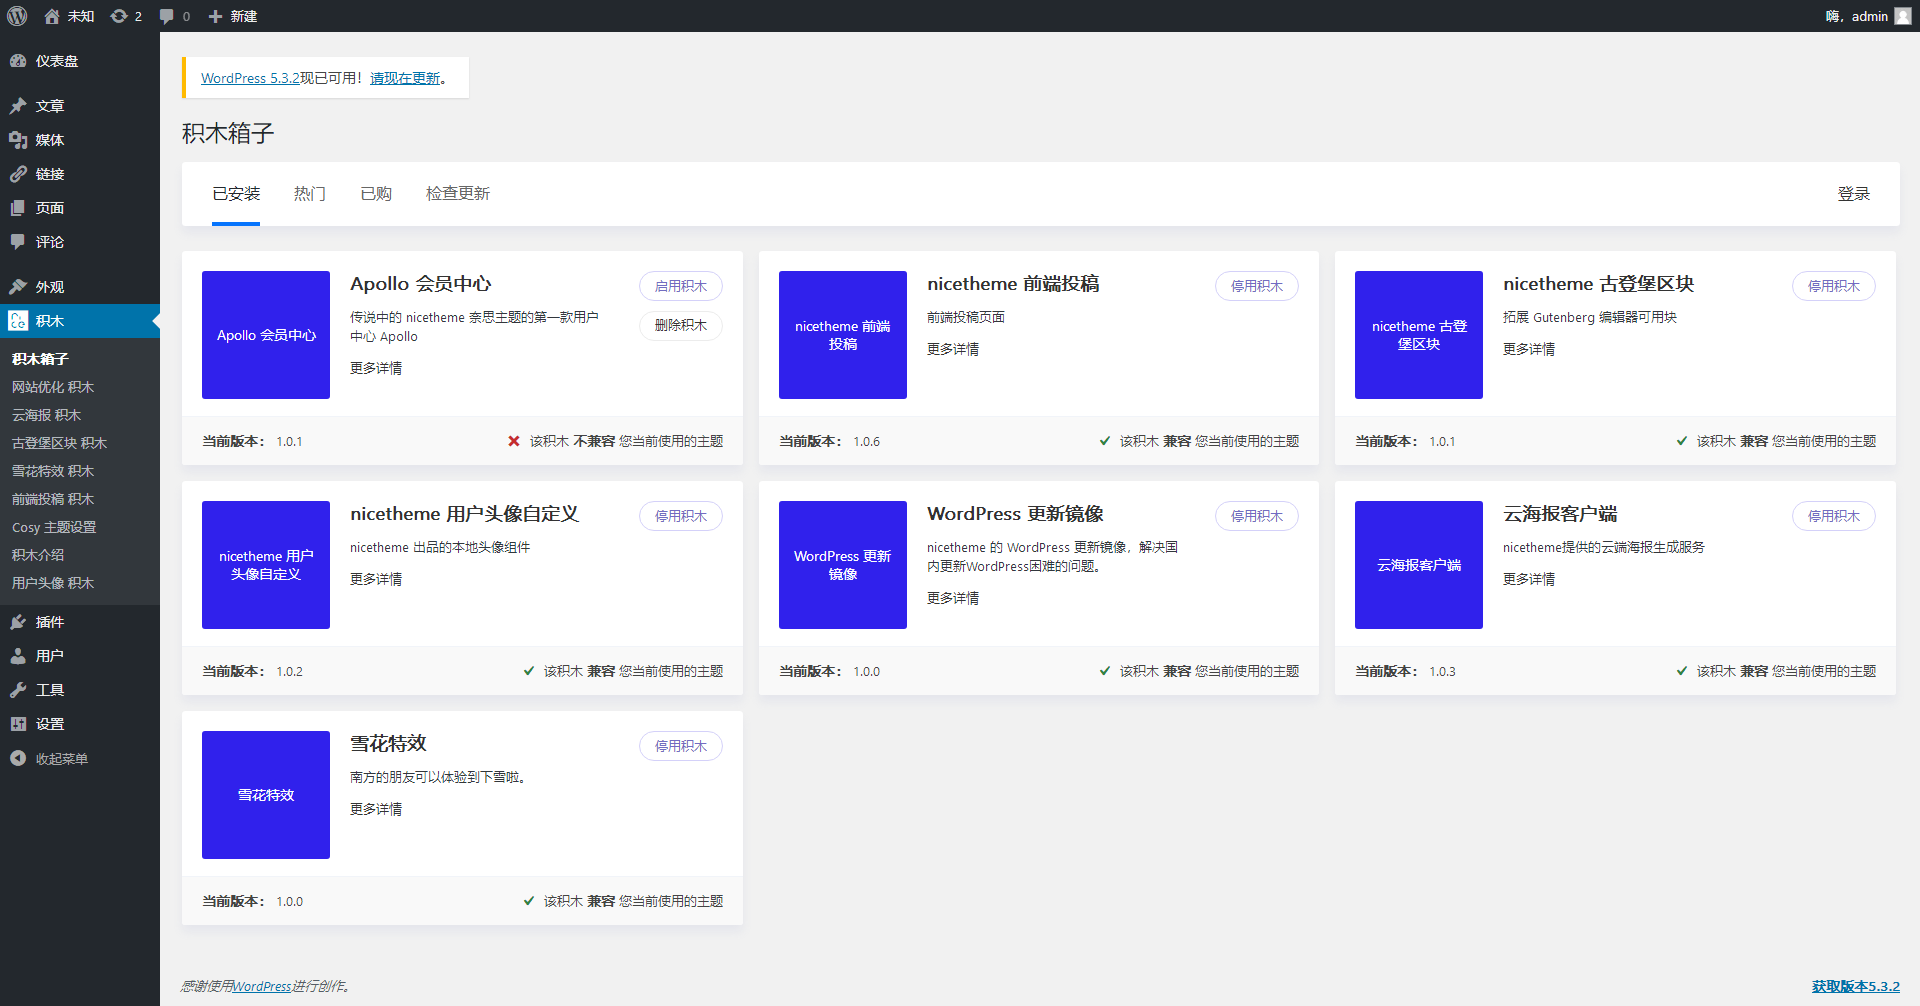 未知 2 0 新建 嗨，admin
仪表盘
文章
媒体
链接
页面
评论
外观
积木
积木箱子
网站优化 积木
云海报 积木
古登堡区块 积木
雪花特效 积木
前端投稿 积木
Cosy 主题设置
积木介绍
用户头像 积木
插件
用户
工具
设置
收起菜单
WordPress 5.3.2现已可用！请现在更新。
积木箱子
已安装 热门 已购 检查更新 登录
Apollo 会员中心
Apollo 会员中心
传说中的 nicetheme 奈思主题的第一款用户
中心 Apollo
更多详情
启用积木
删除积木
当前版本： 1.0.1 该积木 不兼容 您当前使用的主题
nicetheme 前端
投稿
nicetheme 前端投稿
前端投稿页面
更多详情
停用积木
当前版本： 1.0.6 该积木 兼容 您当前使用的主题
nicetheme 古登
堡区块
nicetheme 古登堡区块
拓展 Gutenberg 编辑器可用块
更多详情
停用积木
当前版本： 1.0.1 该积木 兼容 您当前使用的主题
nicetheme 用户
头像自定义
nicetheme 用户头像自定义
nicetheme 出品的本地头像组件
更多详情
停用积木
当前版本： 1.0.2 该积木 兼容 您当前使用的主题
WordPress 更新
镜像
WordPress 更新镜像
nicetheme 的 WordPress 更新镜像，解决国
内更新WordPress困难的问题。
更多详情
停用积木
当前版本： 1.0.0 该积木 兼容 您当前使用的主题
云海报客户端
云海报客户端
nicetheme提供的云端海报生成服务
更多详情
停用积木
当前版本： 1.0.3 该积木 兼容 您当前使用的主题
雪花特效
雪花特效
南方的朋友可以体验到下雪啦。
更多详情
停用积木
当前版本： 1.0.0 该积木 兼容 您当前使用的主题
感谢使用WordPress进行创作。 获取版本5.3.2